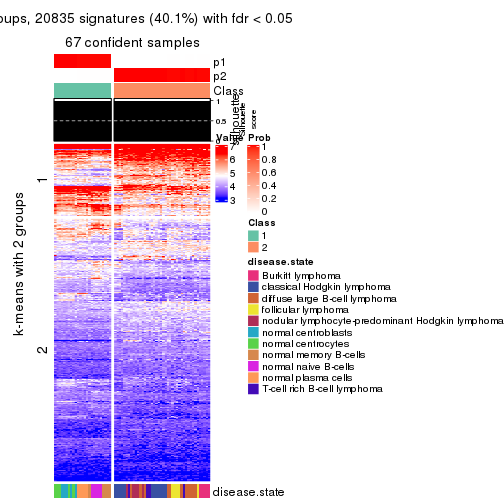 oups, 20835 signatures (40.1%) with fdr < 0.05
67 confident samples
p1
p2
Class
1
0.5
0
Silhouette
score
k-means with 2 groups
1
2
Value
7
6
5
4
3
Prob
1
0.8
0.6
0.4
0.2
0
Class
1
2
disease.state
Burkitt lymphoma
classical Hodgkin lymphoma
diffuse large B-cell lymphoma
follicular lymphoma
nodular lymphocyte-predominant Hodgkin lymphoma
normal centroblasts
normal centrocytes
normal memory B-cells
normal naive B-cells
normal plasma cells
T-cell rich B-cell lymphoma
disease.state